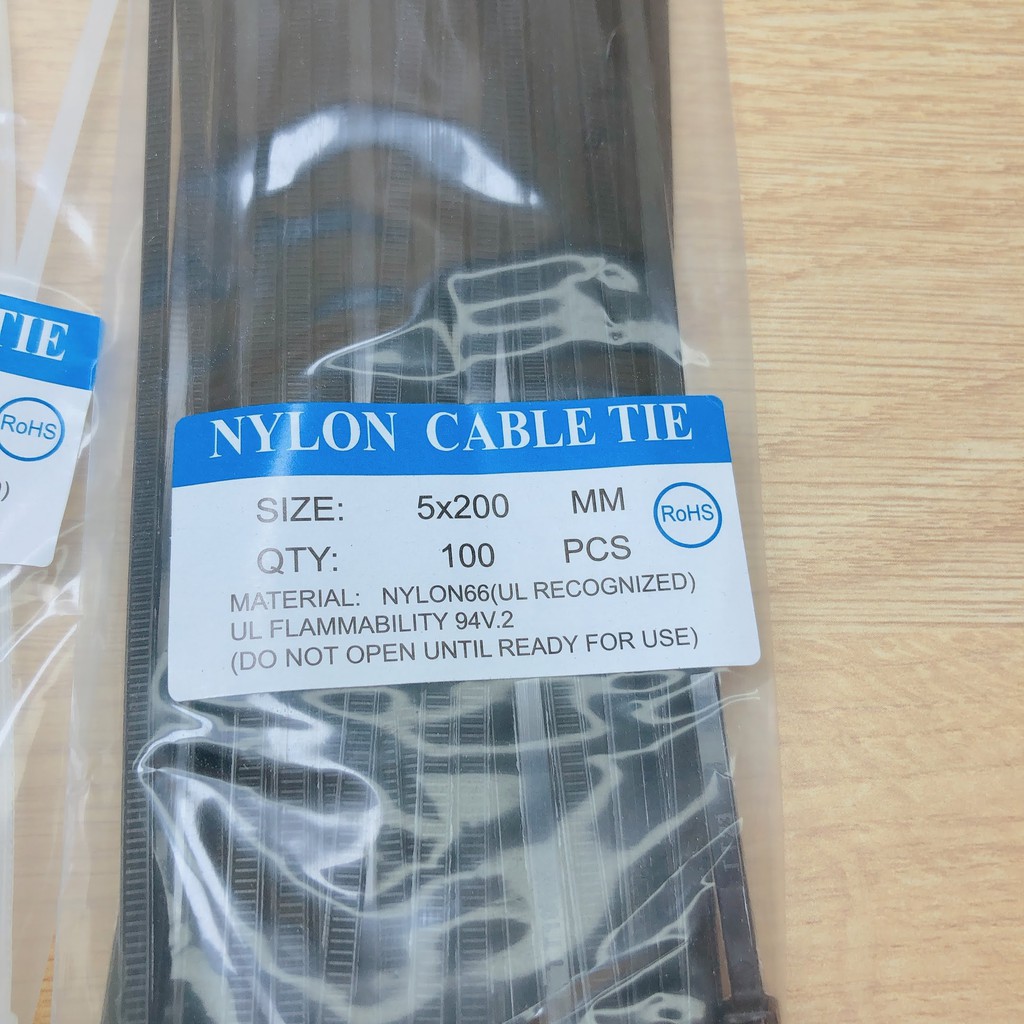 TIE
RoHS
)
NYLON CABLE TIE
SIZE: 5x200 MM
RoHS
QTY: 100 PCS
MATERIAL: NYLON66(UL RECOGNIZED)
UL FLAMMABILITY 94V.2
(DO NOT OPEN UNTIL READY FOR USE)